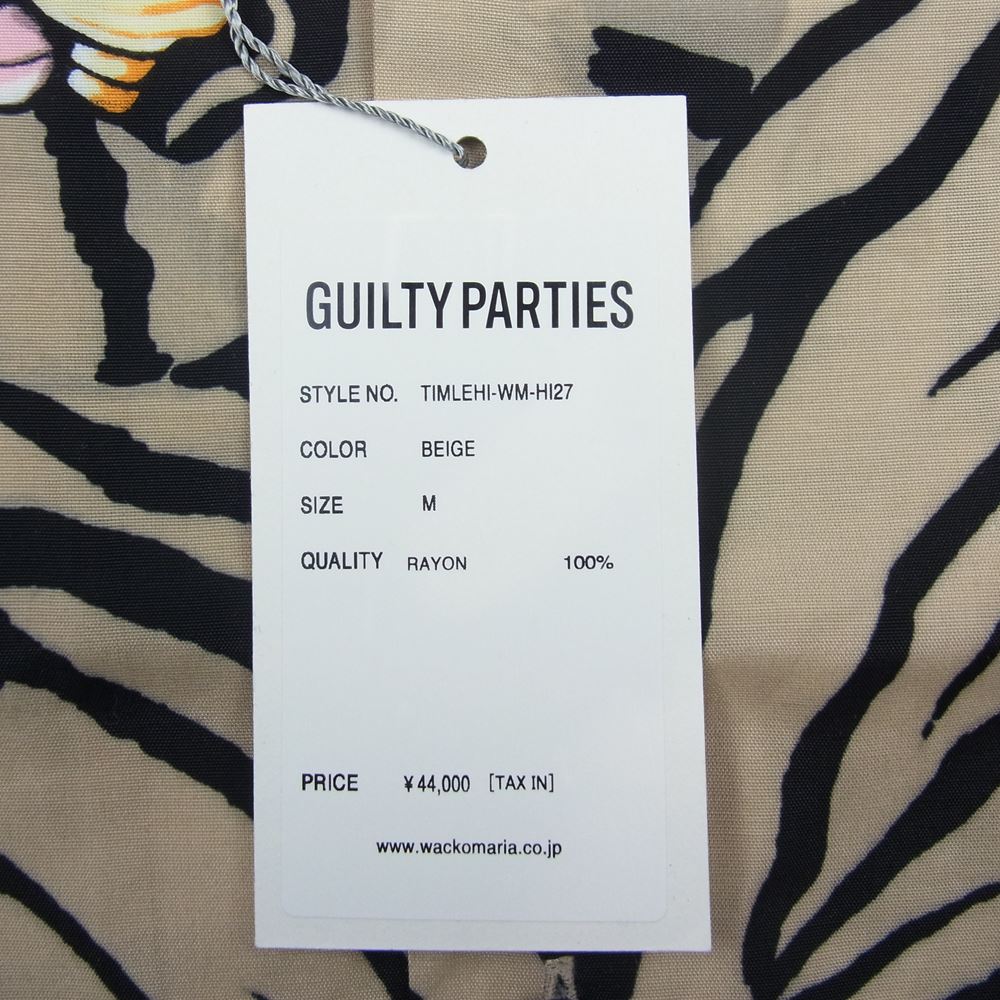 GUILTY PARTIES
STYLE NO. TIMLEHI-WM-HI27
COLOR BEIGE
SIZE M
QUALITY RAYON 100%
PRICE ¥44,000 [TAX IN]
www.wackomaria.co.jp